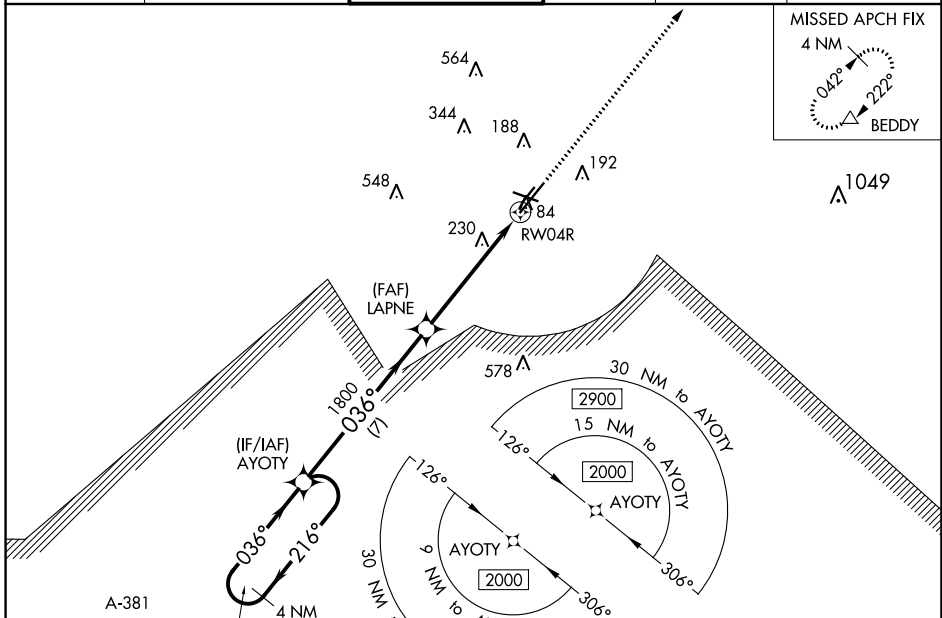 MISSED APCH FIX
4 NM
042°
222°
BEDDY
564
344
188
192
548
1049
84
230
RW04R
(FAF)
LAPNE
578
1800
036°
(7)
30 NM to AYOTY
2900
15 NM to AYOTY
126°
2000
AYOTY
306°
(IF/IAF)
AYOTY
036°
216°
126°
AYOTY
2000
306°
9 NM to
30 NM
A-381
4 NM